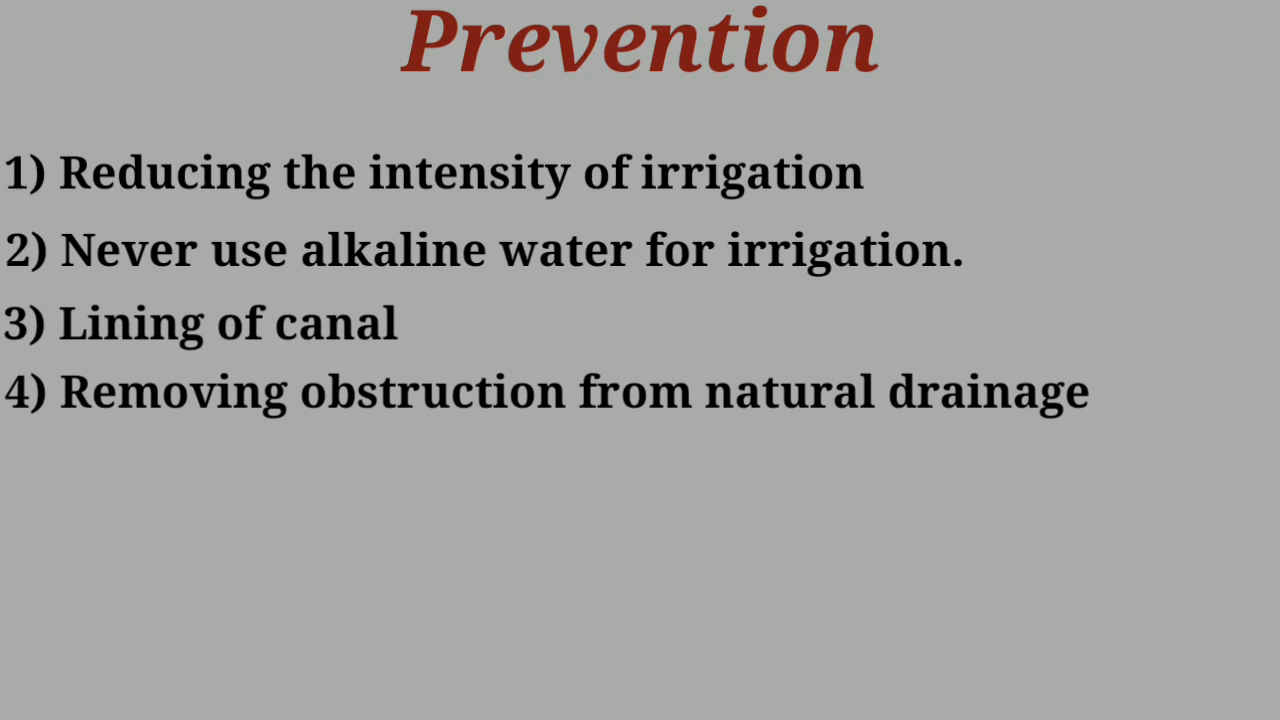 Prevention
1) Reducing the intensity of irrigation
2) Never use alkaline water for irrigation.
3) Lining of canal
4) Removing obstruction from natural drainage